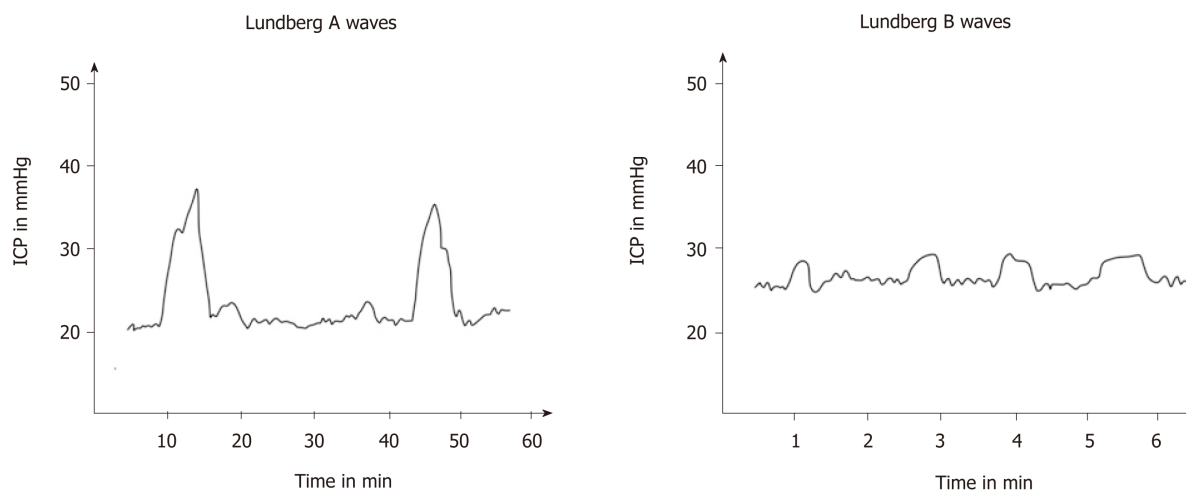 Lundberg A waves
50
40
30
20
ICP in mmHg
10 20 30 40 50 60
Time in min
Lundberg B waves
50
40
30
20
ICP in mmHg
1 2 3 4 5 6
Time in min